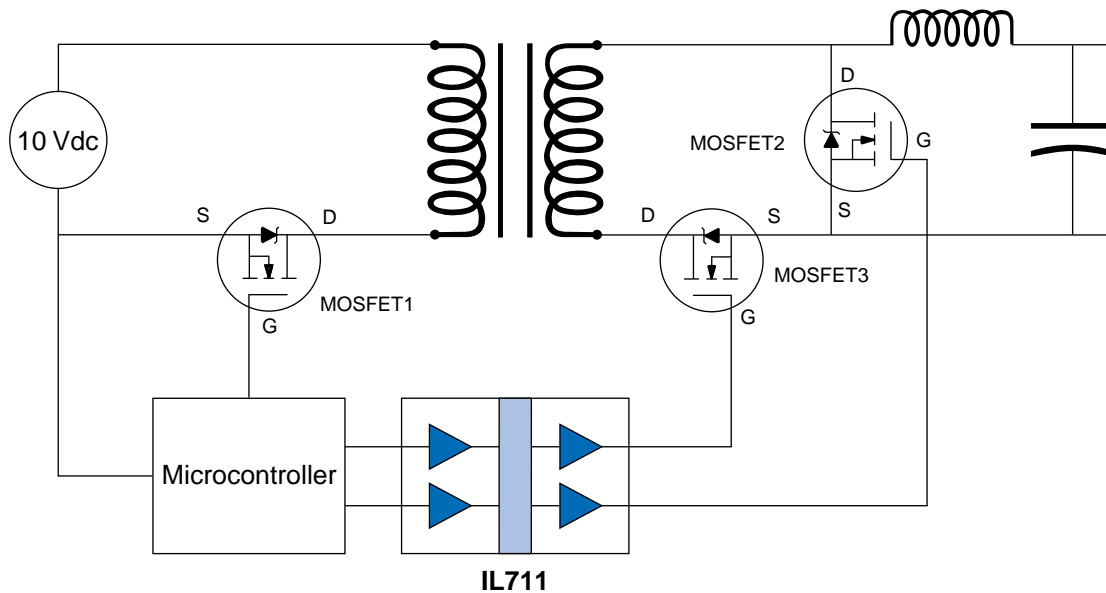 D
10 Vdc
MOSFET2
G
S
D
D
S
S
MOSFET1
MOSFET3
G
G
Microcontroller
IL711